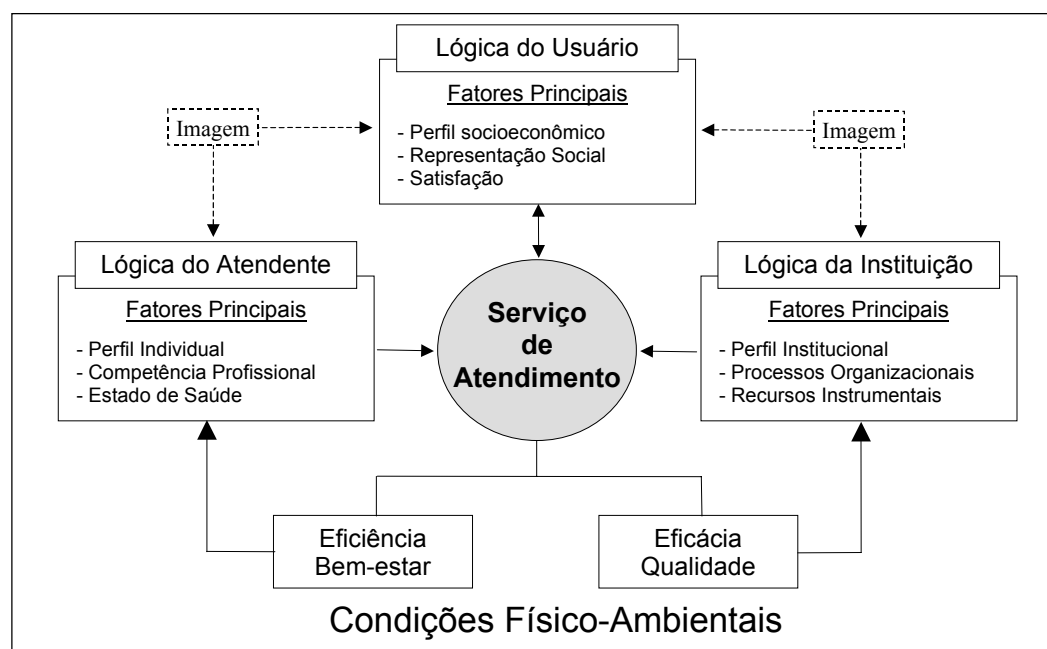 Lógica do Usuário
Fatores Principais
- Perfil socioeconômico
- Representação Social
- Satisfação
Imagem
Imagem
Lógica do Atendente
Fatores Principais
- Perfil Individual
- Competência Profissional
- Estado de Saúde
Serviço
de
Atendimento
Lógica da Instituição
Fatores Principais
- Perfil Institucional
- Processos Organizacionais
- Recursos Instrumentais
Eficiência
Bem-estar
Eficácia
Qualidade
Condições Físico-Ambientais